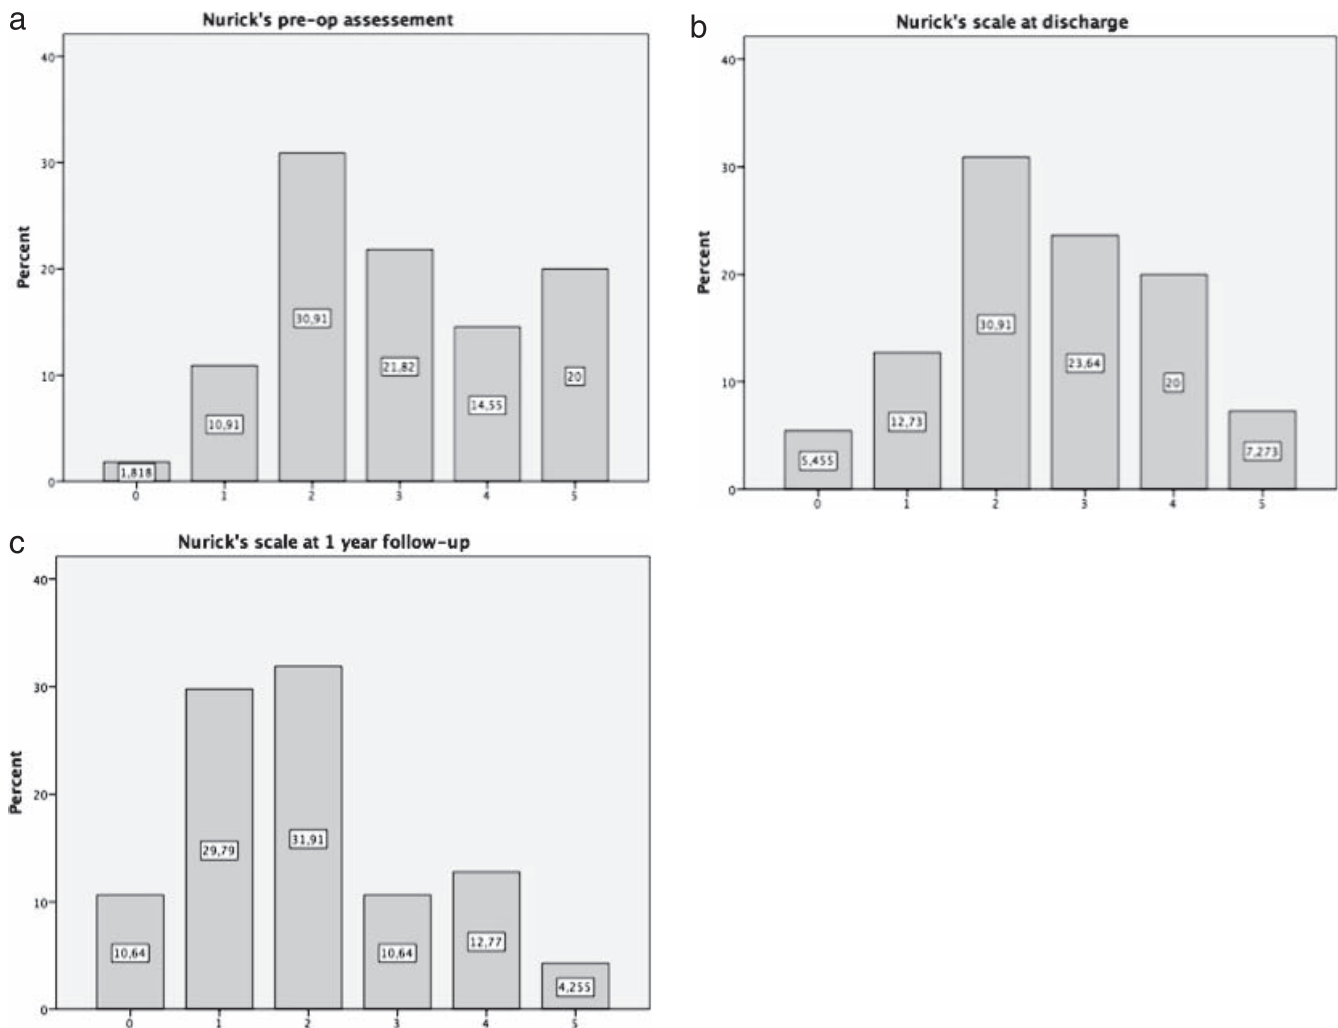 a
Nurick's pre-op assessement
40
30
20
10
0
Percent
1,818
10,91
30,91
21,82
14,55
20
0 1 2 3 4 5
b
Nurick's scale at discharge
40
30
20
10
0
Percent
5,455
12,73
30,91
23,64
20
7,273
0 1 2 3 4 5
c
Nurick's scale at 1 year follow-up
40
30
20
10
0
Percent
10,64
29,79
31,91
10,64
12,77
4,255
0 1 2 3 4 5